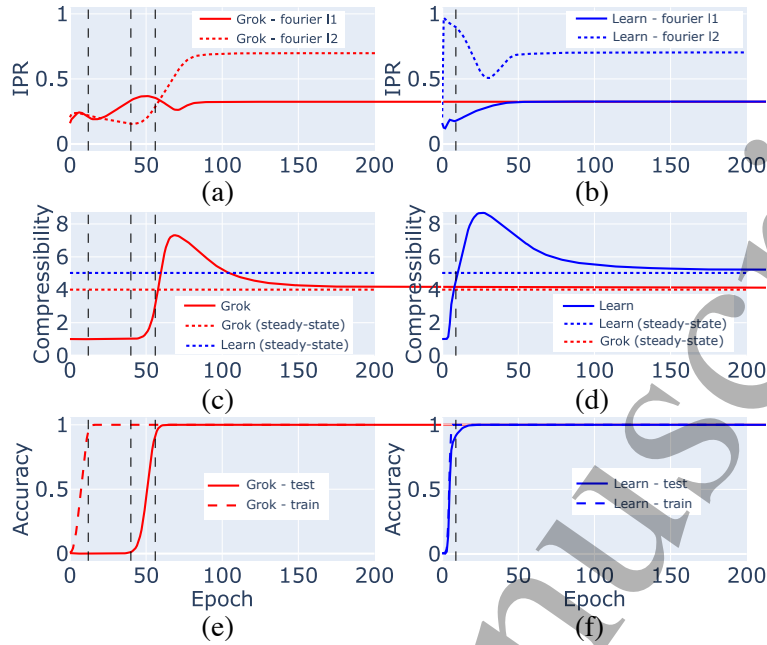 1
Grok - fourier l1
Grok - fourier l2
IPR
0.5
0
0 50 100 150 200
(a)
1
Learn - fourier l1
Learn - fourier l2
IPR
0.5
0
0 50 100 150 200
(b)
8
6
4
2
0
Compressibility
Grok
Grok (steady-state)
Learn (steady-state)
0 50 100 150 200
(c)
8
6
4
2
0
Compressibility
Learn
Learn (steady-state)
Grok (steady-state)
0 50 100 150 200
(d)
1
Accuracy
0.5
0
Grok - test
Grok - train
0 50 100 150 200
Epoch
(e)
1
Accuracy
0.5
0
Learn - test
Learn - train
0 50 100 150 200
Epoch
(f)
nuscri